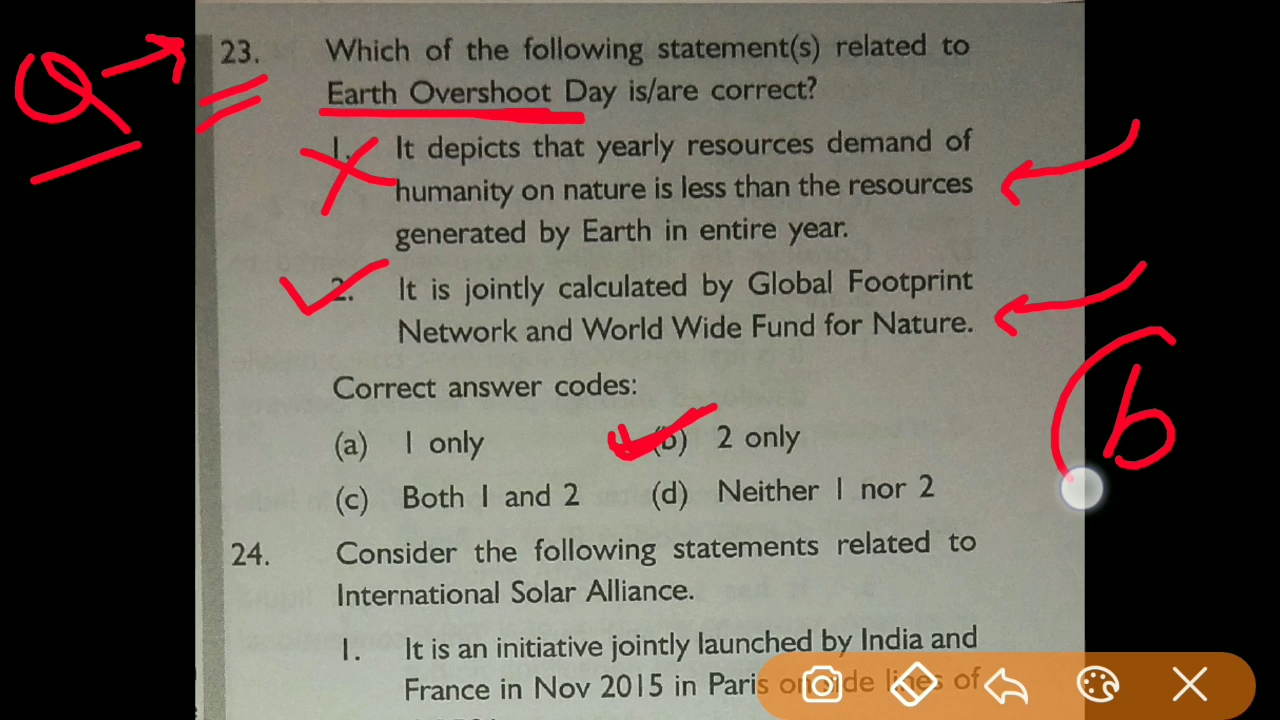 Q
23. Which of the following statement(s) related to
Earth Overshoot Day is/are correct?
1. It depicts that yearly resources demand of
humanity on nature is less than the resources
generated by Earth in entire year.
2. It is jointly calculated by Global Footprint
Network and World Wide Fund for Nature.
(b
Correct answer codes:
(a) 1 only (b) 2 only
(c) Both 1 and 2 (d) Neither 1 nor 2
24. Consider the following statements related to
International Solar Alliance.
1. It is an initiative jointly launched by India and
France in Nov 2015 in Paris on side lines of